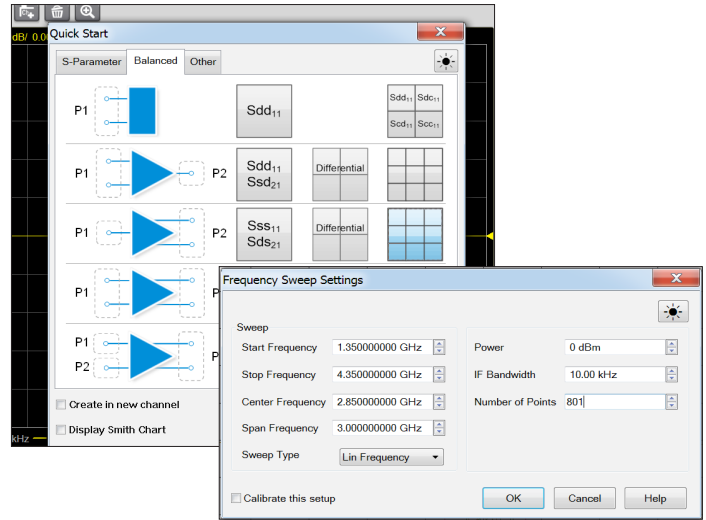 dB/ 0.0
Quick Start
S-Parameter Balanced Other
P1 Sdd11 Sdd11 Sdc11
Scd11 Scc11
P1 P2 Sdd11
Ssd21 Differential
P1 P2 Sss11
Sds21 Differential
P1 P
P1
P2 P
Create in new channel
Display Smith Chart
kHz
Frequency Sweep Settings
Sweep
Start Frequency 1.350000000 GHz Power 0 dBm
Stop Frequency 4.350000000 GHz IF Bandwidth 10.00 kHz
Center Frequency 2.850000000 GHz Number of Points 801
Span Frequency 3.000000000 GHz
Sweep Type Lin Frequency
Calibrate this setup OK Cancel Help